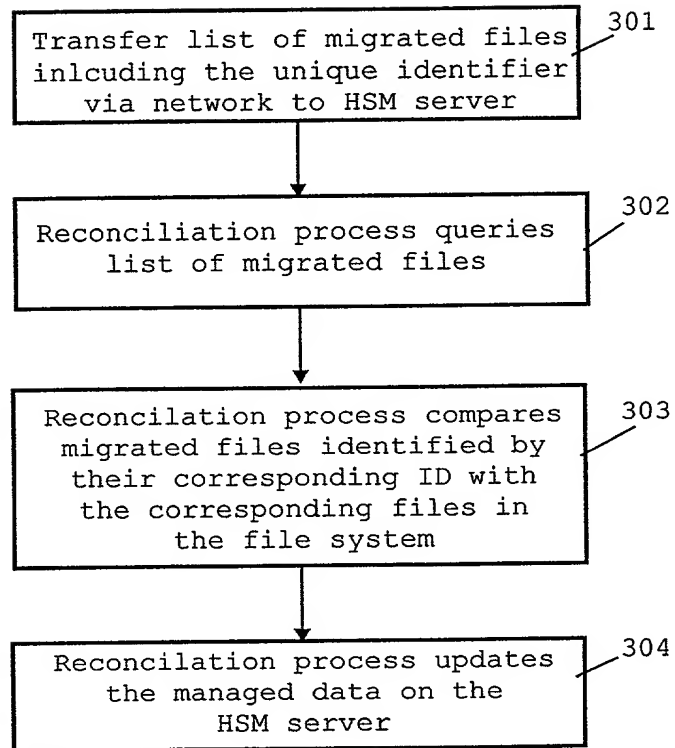 Transfer list of migrated files
inlcuding the unique identifier
via network to HSM server
301
Reconciliation process queries
list of migrated files
302
Reconcilation process compares
migrated files identified by
their corresponding ID with
the corresponding files in
the file system
303
Reconcilation process updates
the managed data on the
HSM server
304